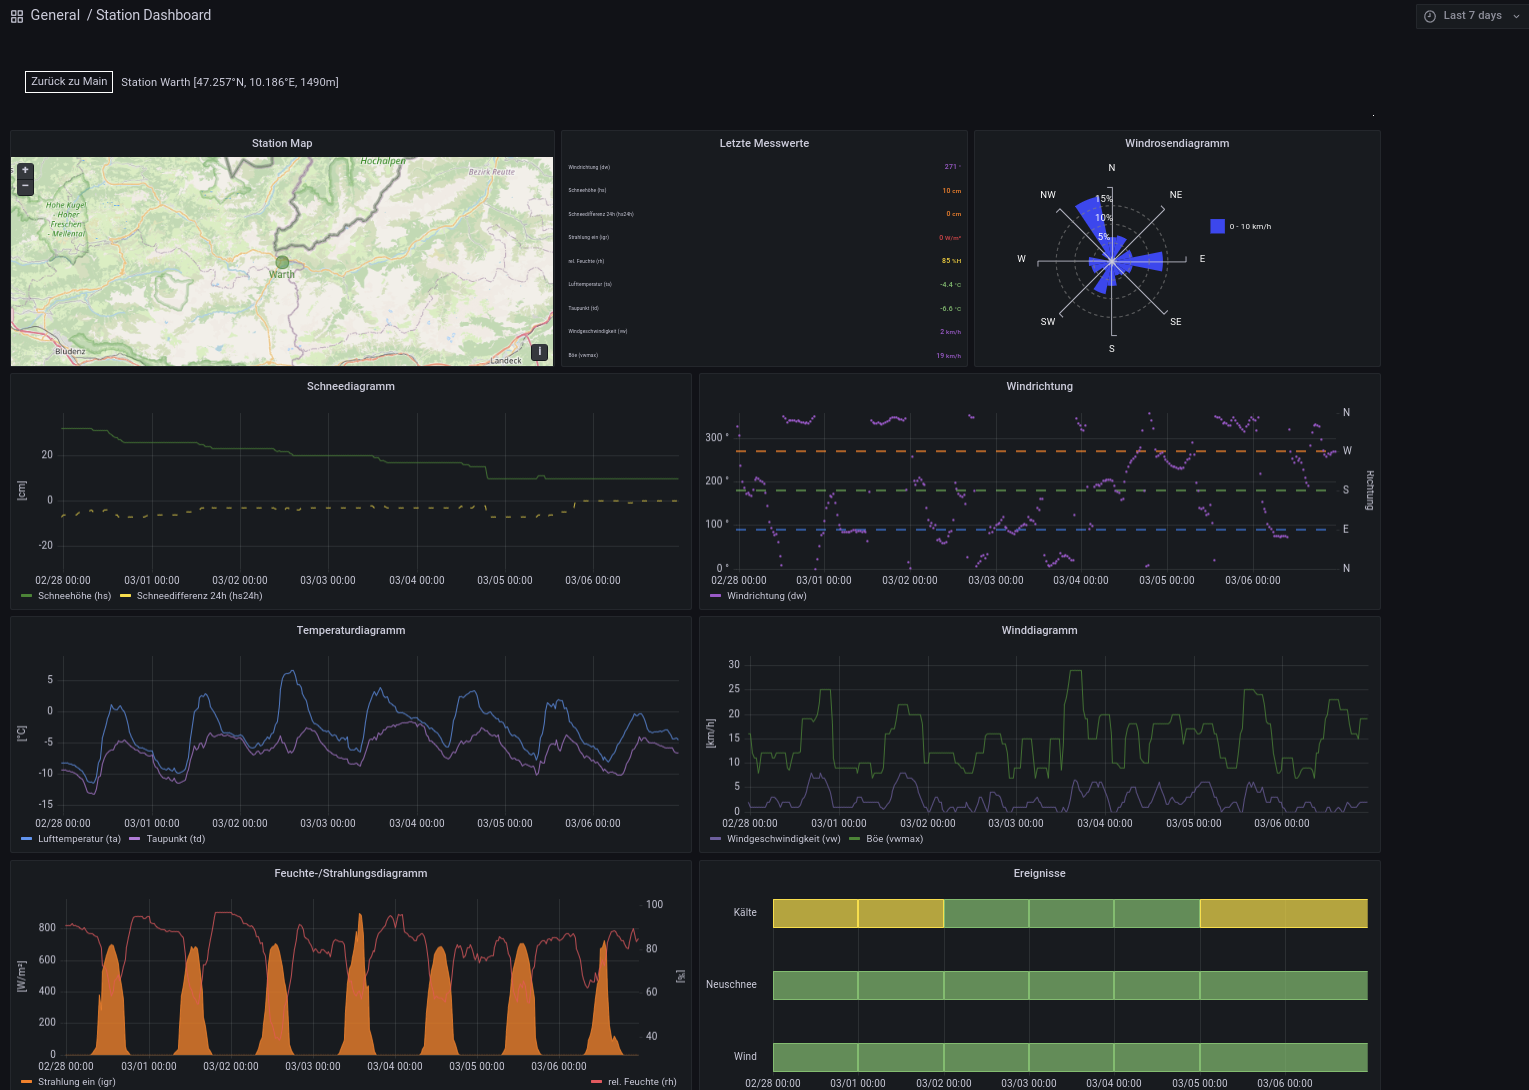 General / Station Dashboard
Last 7 days
Zurück zu Main
Station Warth [47.257°N, 10.186°E, 1490m]
Station Map
+
−
Hochalpen
Bezirk Reutte
Hohe Kugel
- Hoher
Freschen
- Mellental
Warth
Bludenz
Landeck
i
Letzte Messwerte
Windrichtung (dw) 271 °
Schneehöhe (hs) 10 cm
Schneedifferenz 24h (hs24h) 0 cm
Strahlung ein (igr) 0 W/m²
rel. Feuchte (rh) 85 %H
Lufttemperatur (ta) -4.4 °C
Taupunkt (td) -6.6 °C
Windgeschwindigkeit (vw) 2 km/h
Böe (vwmax) 19 km/h
Windrosendiagramm
N
NW
NE
15%
10%
5%
W
E
SW
SE
S
0 - 10 km/h
Schneediagramm
[cm]
20
0
-20
02/28 00:00 03/01 00:00 03/02 00:00 03/03 00:00 03/04 00:00 03/05 00:00 03/06 00:00
Schneehöhe (hs) Schneedifferenz 24h (hs24h)
Windrichtung
300 °
200 °
100 °
0 °
N
W
S
E
N
Richtung
02/28 00:00 03/01 00:00 03/02 00:00 03/03 00:00 03/04 00:00 03/05 00:00 03/06 00:00
Windrichtung (dw)
Temperaturdiagramm
[°C]
5
0
-5
-10
-15
02/28 00:00 03/01 00:00 03/02 00:00 03/03 00:00 03/04 00:00 03/05 00:00 03/06 00:00
Lufttemperatur (ta) Taupunkt (td)
Winddiagramm
[km/h]
30
25
20
15
10
5
0
02/28 00:00 03/01 00:00 03/02 00:00 03/03 00:00 03/04 00:00 03/05 00:00 03/06 00:00
Windgeschwindigkeit (vw) Böe (vwmax)
Feuchte-/Strahlungsdiagramm
[W/m²]
800
600
400
200
0
100
80
60
40
[%]
02/28 00:00 03/01 00:00 03/02 00:00 03/03 00:00 03/04 00:00 03/05 00:00 03/06 00:00
Strahlung ein (igr) rel. Feuchte (rh)
Ereignisse
Kälte
Neuschnee
Wind
02/28 00:00 03/01 00:00 03/02 00:00 03/03 00:00 03/04 00:00 03/05 00:00 03/06 00:00